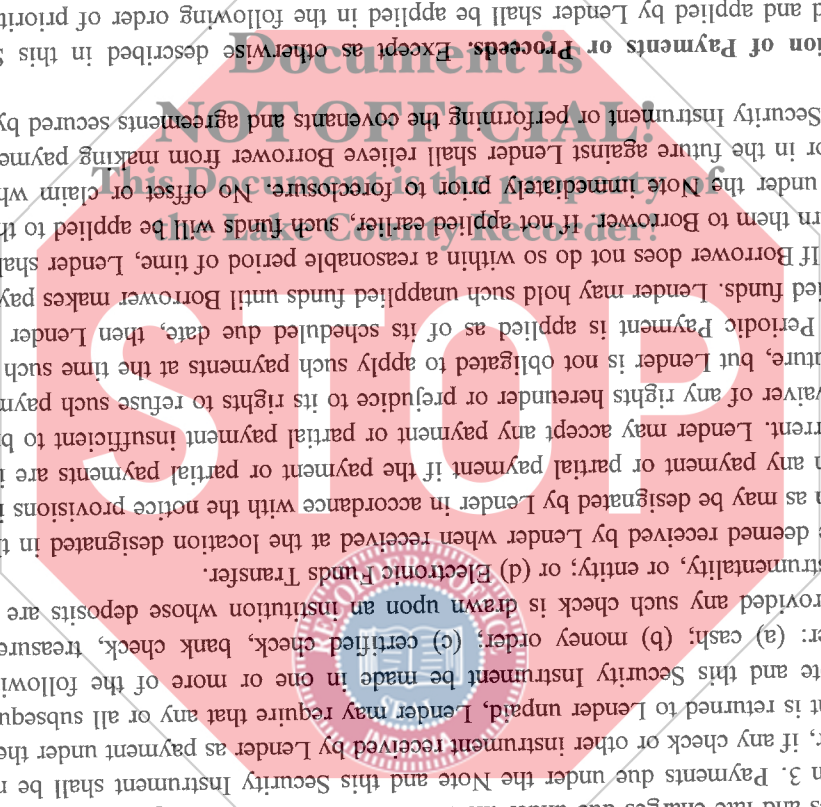 s and late charges due under
n 3. Payments due under the Note and this Security Instrument shall be
r, if any check or other instrument received by Lender as payment under the
nt is returned to Lender unpaid, Lender may require that any or all subsequ
te and this Security Instrument be made in one or more of the followi
er: (a) cash; (b) money order; (c) certified check, bank check, treasure
rovided any such check is drawn upon an institution whose deposits are
strumentality, or entity; or (d) Electronic Funds Transfer.
e deemed received by Lender when received at the location designated in t
n as may be designated by Lender in accordance with the notice provisions
n any payment or partial payment if the payment or partial payments are i
rrent. Lender may accept any payment or partial payment insufficient to b
waiver of any rights hereunder or prejudice to its rights to refuse such paym
uture, but Lender is not obligated to apply such payments at the time such
Periodic Payment is applied as of its scheduled due date, then Lender
lied funds. Lender may hold such unapplied funds until Borrower makes pay
If Borrower does not do so within a reasonable period of time, Lender shal
rn them to Borrower. If not applied earlier, such funds will be applied to th
under the Note immediately prior to foreclosure. No offset or claim wh
or in the future against Lender shall relieve Borrower from making payme
Security Instrument or performing the covenants and agreements secured by
ion of Payments or Proceeds. Except as otherwise described in this S
d and applied by Lender shall be applied in the following order of priorit
Document is
NOT OFFICIAL!
This Document is the property of
the Lake County Recorder!
STOP
SEAL
INDIANA